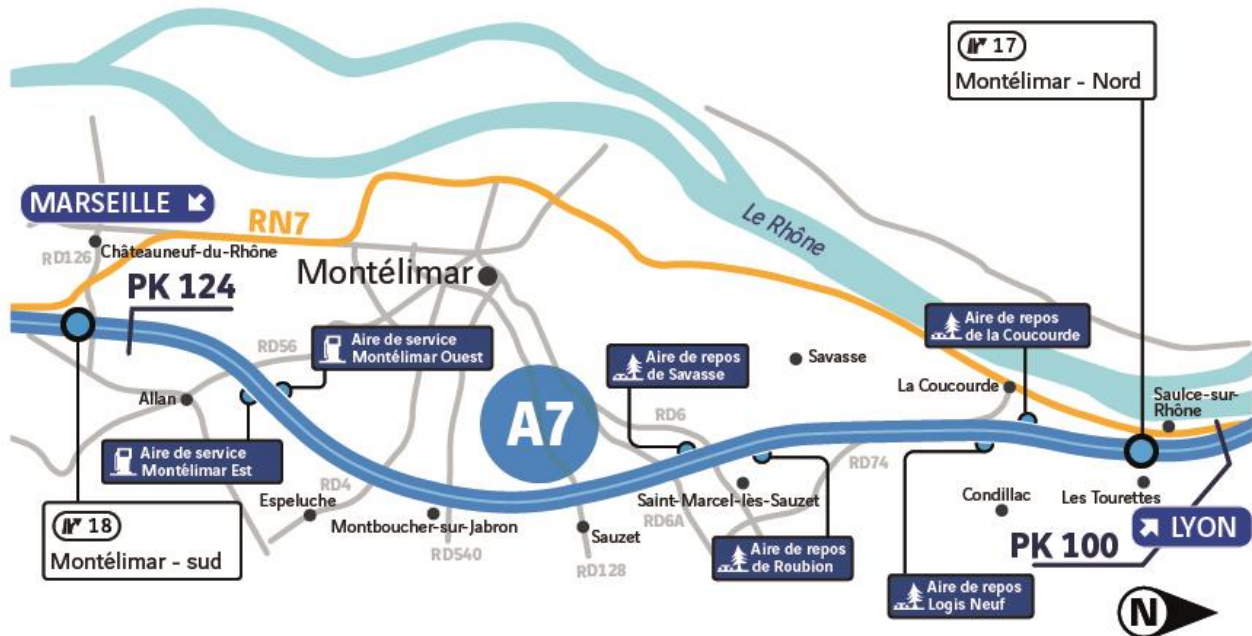 17
Montélimar - Nord
MARSEILLE
RN7
Le Rhône
RD126
Châteauneuf-du-Rhône
Montélimar
PK 124
Aire de service
Montélimar Ouest
RD56
Aire de repos
de la Coucourde
Aire de repos
de Savasse
Savasse
La Coucourde
Saulce-sur-
Rhône
Allan
A7
RD6
Aire de service
Montélimar Est
RD4
RD74
Espeluche
Montboucher-sur-Jabron
Saint-Marcel-lès-Sauzet
Condillac
Les Tourettes
18
Montélimar - sud
RD540
Sauzet
RD128
RD6A
Aire de repos
de Roubion
PK 100
LYON
Aire de repos
Logis Neuf
N